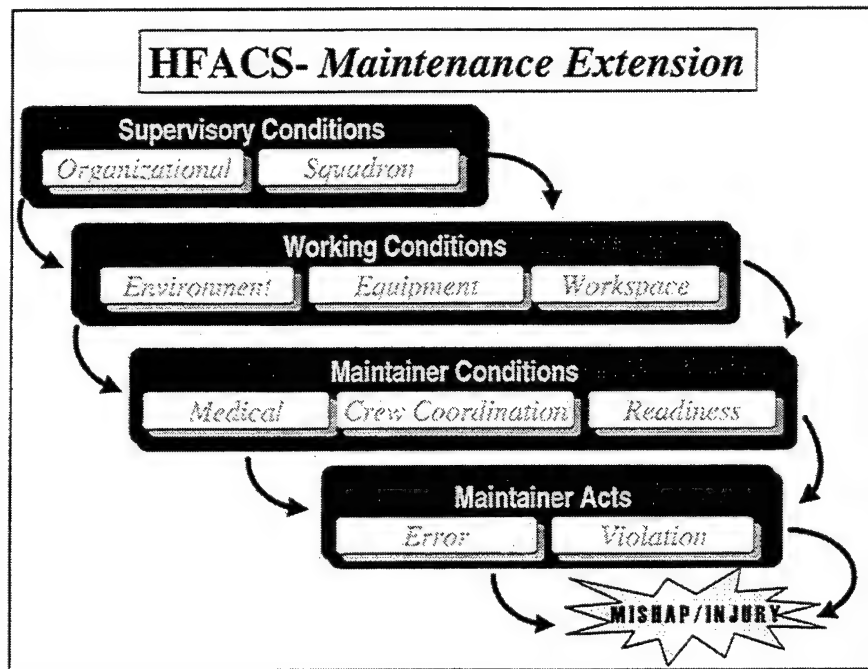 HFACS- Maintenance Extension
Supervisory Conditions
Organizational Squadron
Working Conditions
Environment Equipment Workspace
Maintainer Conditions
Medical Crew Coordination Readiness
Maintainer Acts
Error Violation
MISHAP/INJURY